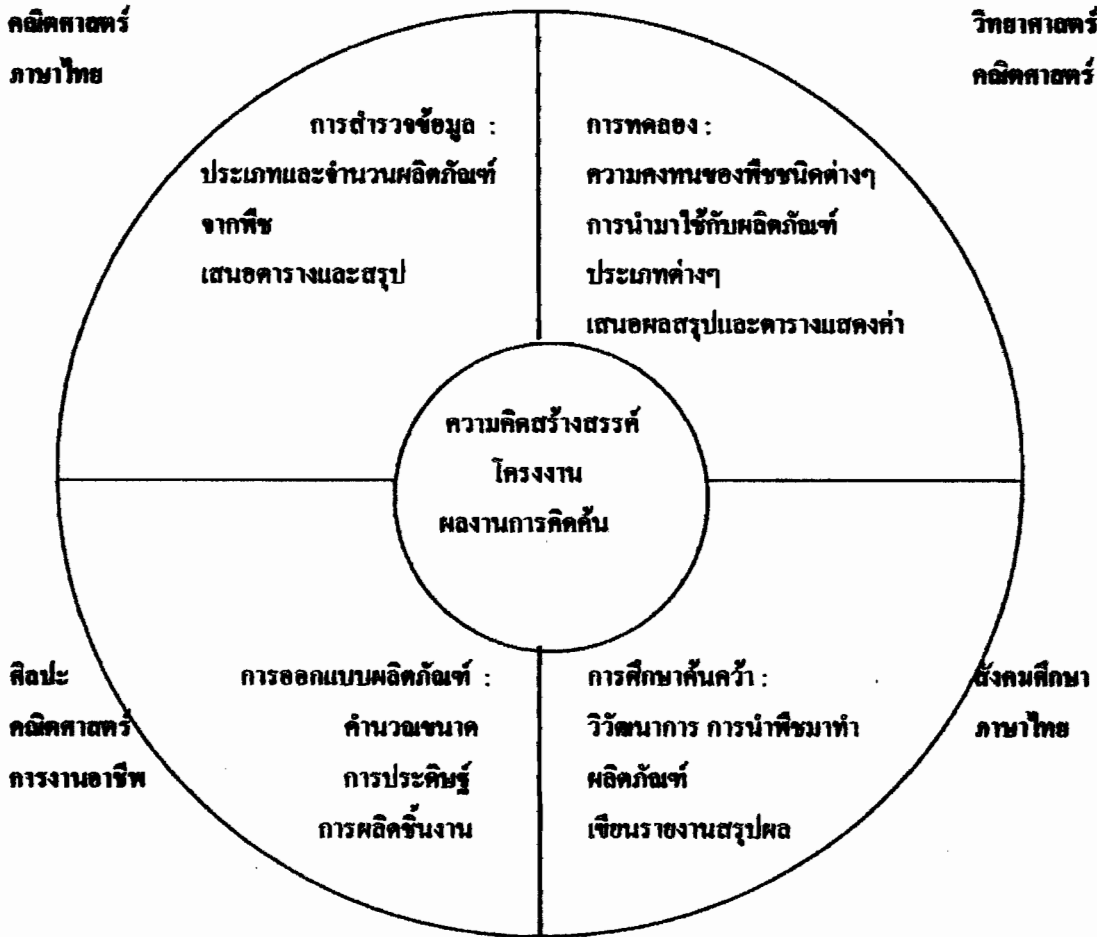 คณิตศาสตร์
ภาษาไทย
วิทยาศาสตร์
คณิตศาสตร์
การสำรวจข้อมูล :
ประเภทและจำนวนผลิตภัณฑ์
จากพืช
เสนอตารางและสรุป
การทดลอง :
ความคงทนของพืชชนิดต่างๆ
การนำมาใช้กับผลิตภัณฑ์
ประเภทต่างๆ
เสนอผลสรุปและตารางแสดงค่า
ความคิดสร้างสรรค์
โครงงาน
ผลงานการคิดค้น
ศิลปะ
คณิตศาสตร์
การงานอาชีพ
การออกแบบผลิตภัณฑ์ :
คำนวณขนาด
การประดิษฐ์
การผลิตชิ้นงาน
การศึกษาค้นคว้า :
วิวัฒนาการ การนำพืชมาทำ
ผลิตภัณฑ์
เขียนรายงานสรุปผล
สังคมศึกษา
ภาษาไทย